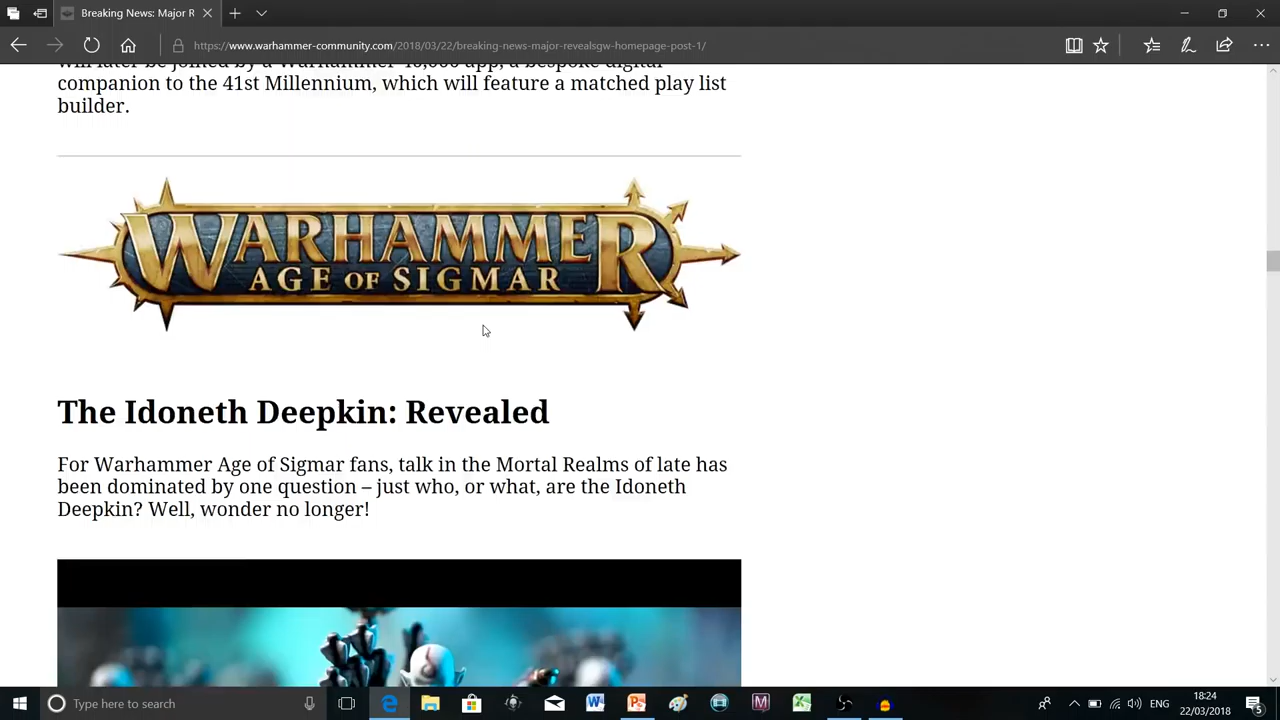 Breaking News: Major R
https://www.warhammer-community.com/2018/03/22/breaking-news-major-revealsgw-homepage-post-1/
will later be joined by a Warhammer 40,000 app, a bespoke digital
companion to the 41st Millennium, which will feature a matched play list
builder.
WARHAMMER
AGE OF SIGMAR
The Idoneth Deepkin: Revealed
For Warhammer Age of Sigmar fans, talk in the Mortal Realms of late has
been dominated by one question – just who, or what, are the Idoneth
Deepkin? Well, wonder no longer!
Type here to search
ENG
18:24
22/03/2018
5